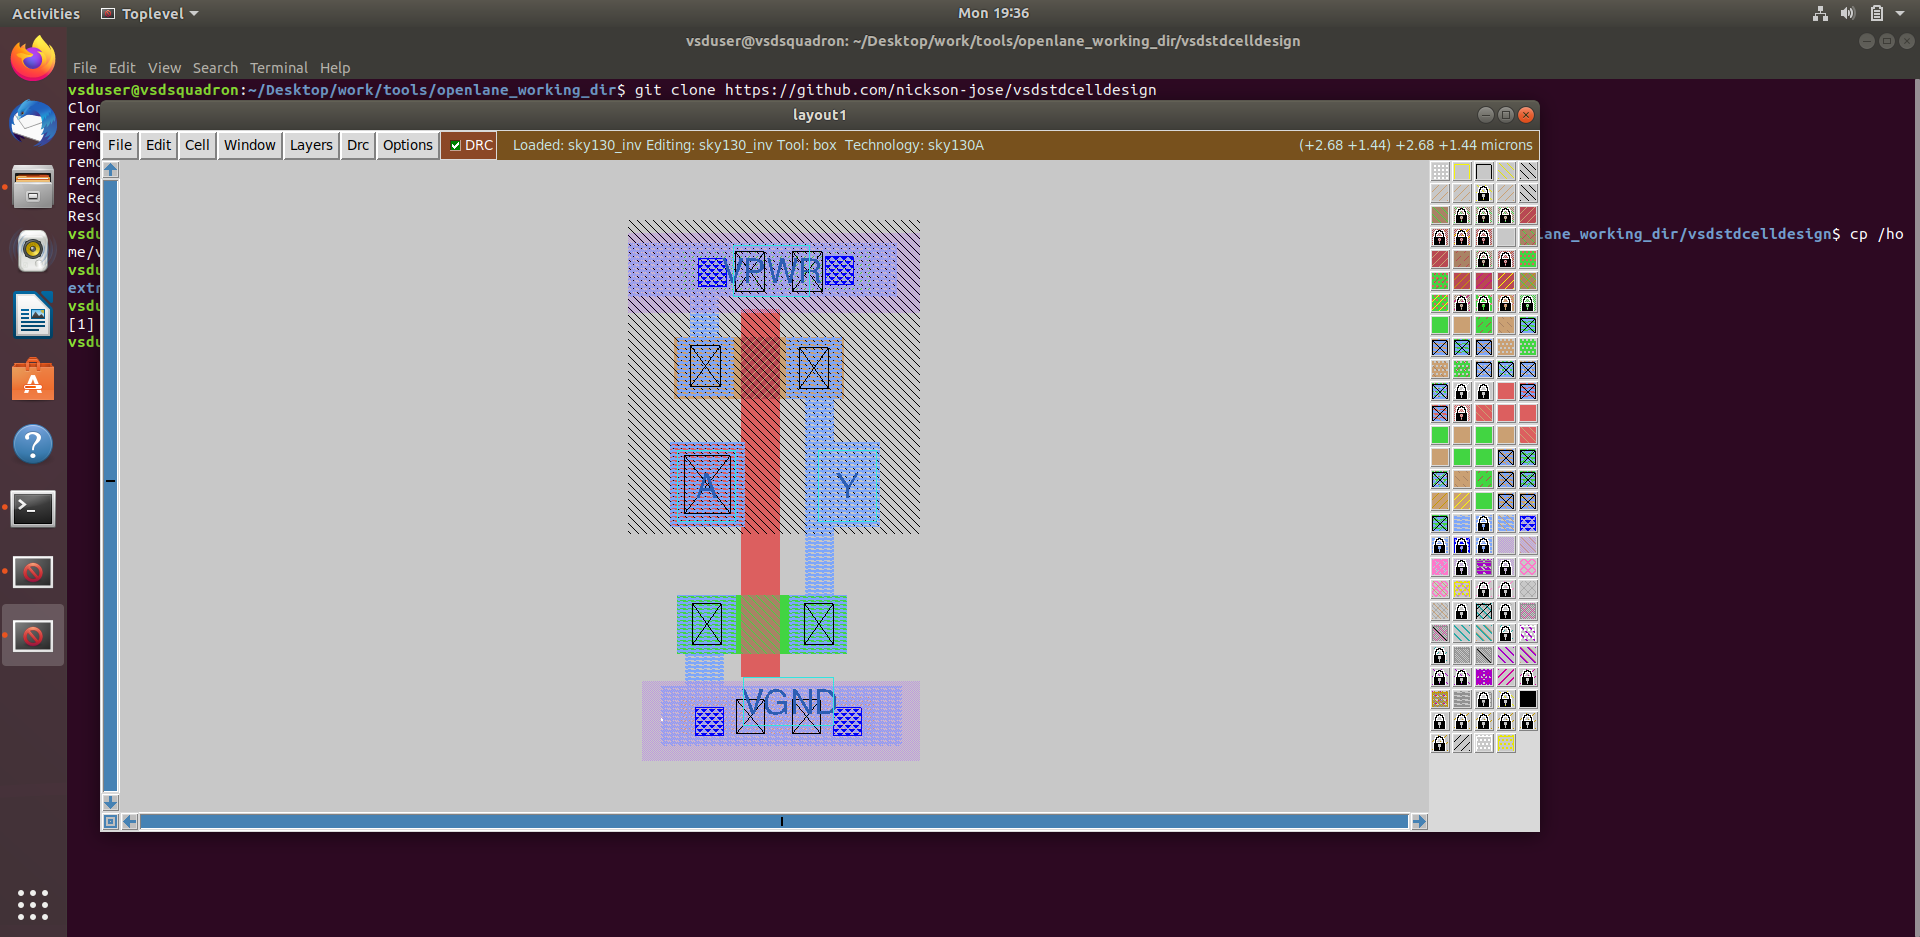 Activities Toplevel Mon 19:36
vsduser@vsdsquadron: ~/Desktop/work/tools/openlane_working_dir/vsdstdcelldesign
File Edit View Search Terminal Help
vsduser@vsdsquadron:~/Desktop/work/tools/openlane_working_dir$ git clone https://github.com/nickson-jose/vsdstdcelldesign
Clon
remo
remo
remo
remo
Rece
Reso
vsdu
lane_working_dir/vsdstdcelldesign$ cp /ho
me/v
vsdu
extr
vsdu
[1]
vsdu
layout1
File Edit Cell Window Layers Drc Options DRC Loaded: sky130_inv Editing: sky130_inv Tool: box Technology: sky130A (+2.68 +1.44) +2.68 +1.44 microns
VPWR
A Y
VGND